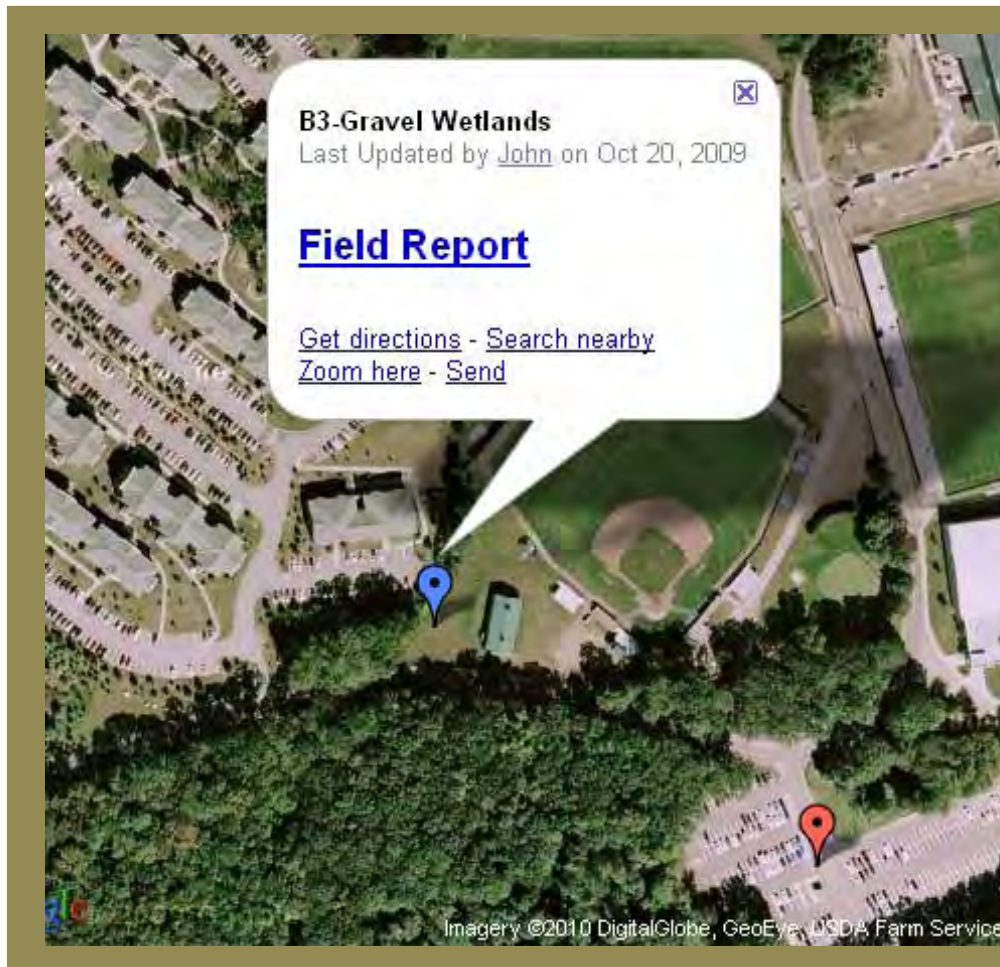 B3-Gravel Wetlands
Last Updated by John on Oct 20, 2009
Field Report
Get directions - Search nearby
Zoom here - Send
Imagery ©2010 DigitalGlobe, GeoEye, USDA Farm Service